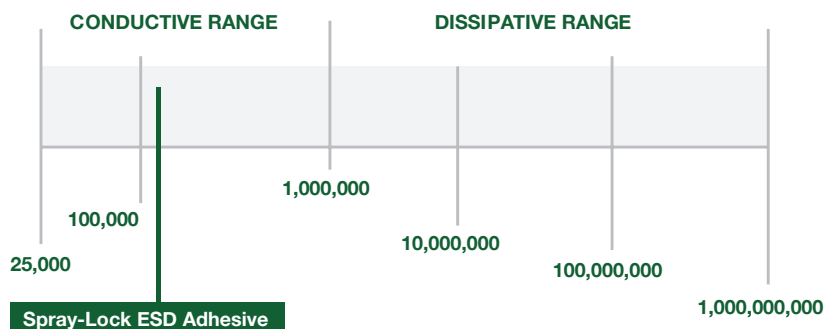 CONDUCTIVE RANGE
DISSIPATIVE RANGE
1,000,000
100,000
10,000,000
25,000
100,000,000
1,000,000,000
Spray-Lock ESD Adhesive